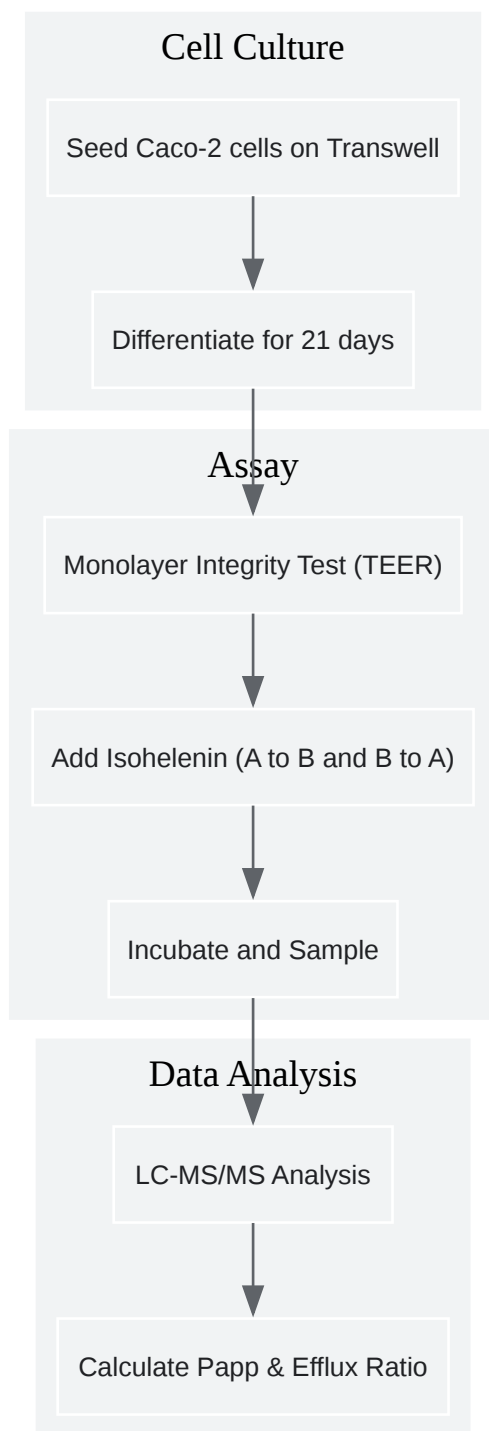 Cell Culture
Seed Caco-2 cells on Transwell
Differentiate for 21 days
Assay
Monolayer Integrity Test (TEER)
Add Isohelenin (A to B and B to A)
Incubate and Sample
Data Analysis
LC-MS/MS Analysis
Calculate Papp & Efflux Ratio